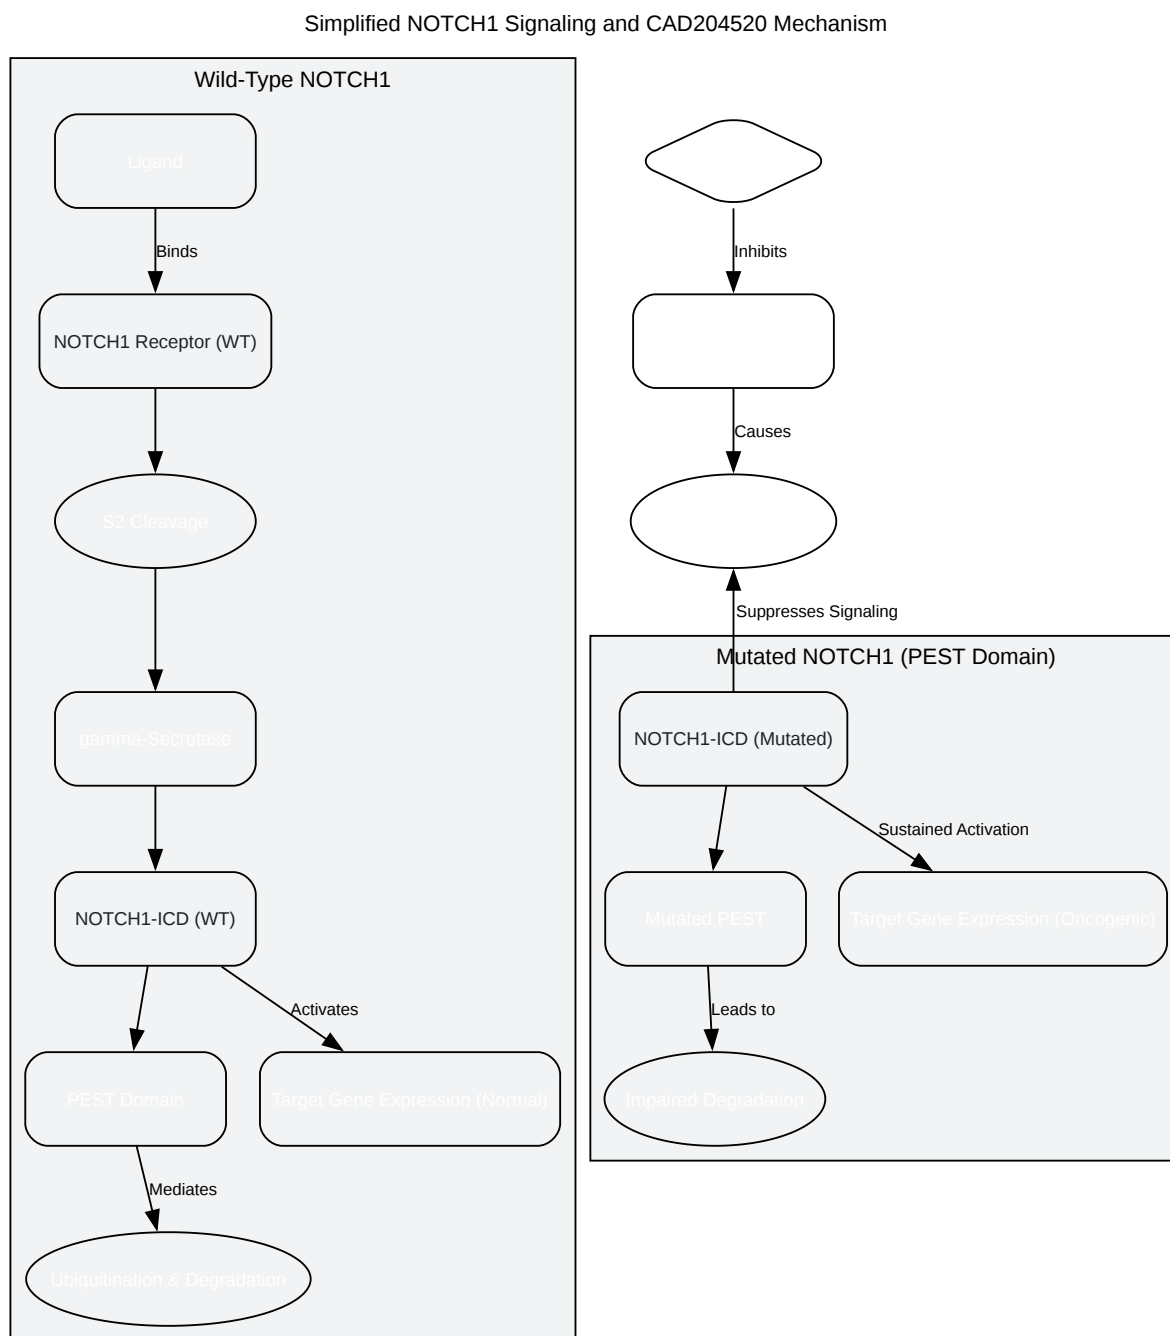 Simplified NOTCH1 Signaling and CAD204520 Mechanism
Wild-Type NOTCH1
Ligand
Binds
Inhibits
NOTCH1 Receptor (WT)
Causes
S2 Cleavage
Suppresses Signaling
Mutated NOTCH1 (PEST Domain)
gamma-Secretase
NOTCH1-ICD (Mutated)
Sustained Activation
NOTCH1-ICD (WT)
Mutated PEST
Target Gene Expression (Oncogenic)
Activates
Leads to
PEST Domain
Target Gene Expression (Normal)
Impaired Degradation
Mediates
Ubiquitination & Degradation